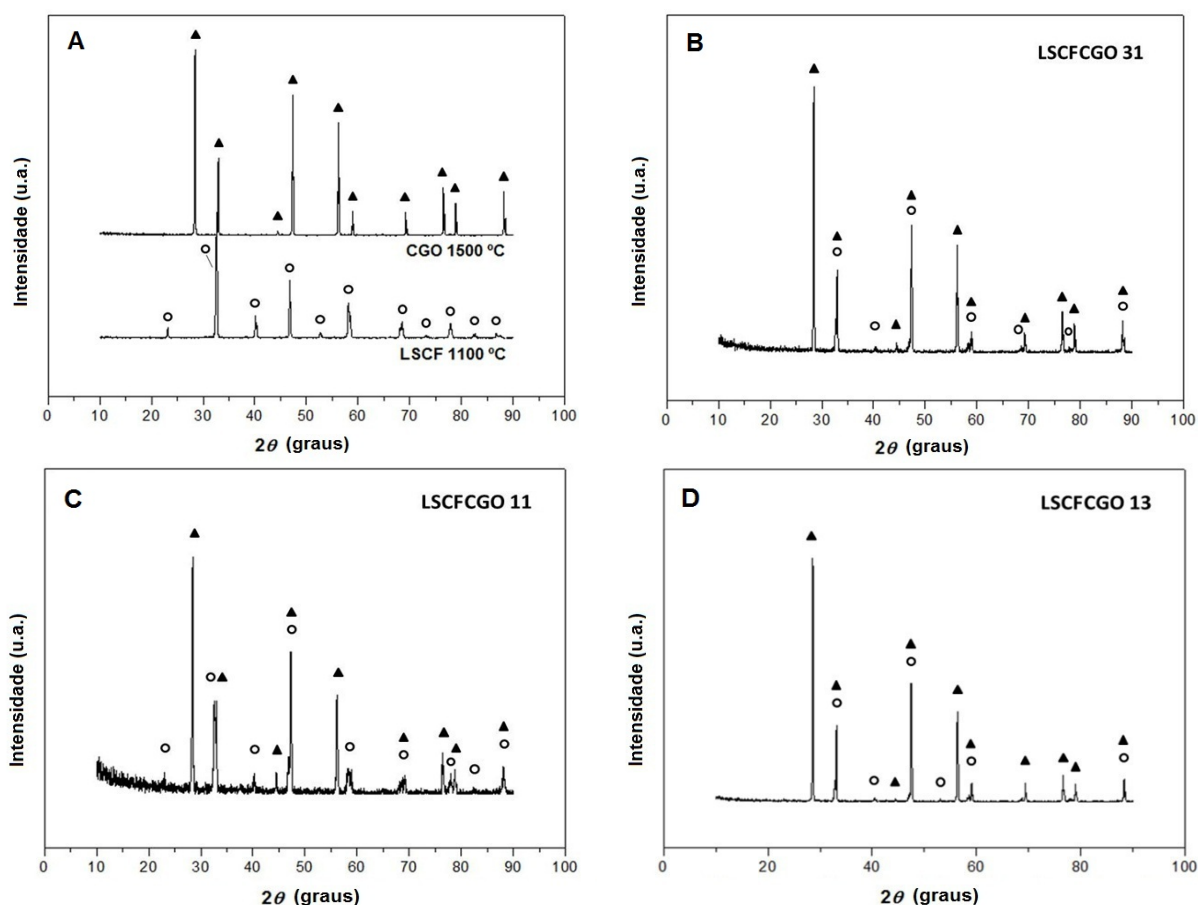 A
CGO 1500 ºC
LSCF 1100 ºC
Intensidade (u.a.)
0 10 20 30 40 50 60 70 80 90 100
2θ (graus)
B
LSCFCGO 31
Intensidade (u.a.)
0 10 20 30 40 50 60 70 80 90 100
2θ (graus)
C
LSCFCGO 11
Intensidade (u.a.)
0 10 20 30 40 50 60 70 80 90 100
2θ (graus)
D
LSCFCGO 13
Intensidade (u.a.)
0 20 40 60 80 100
2θ (graus)